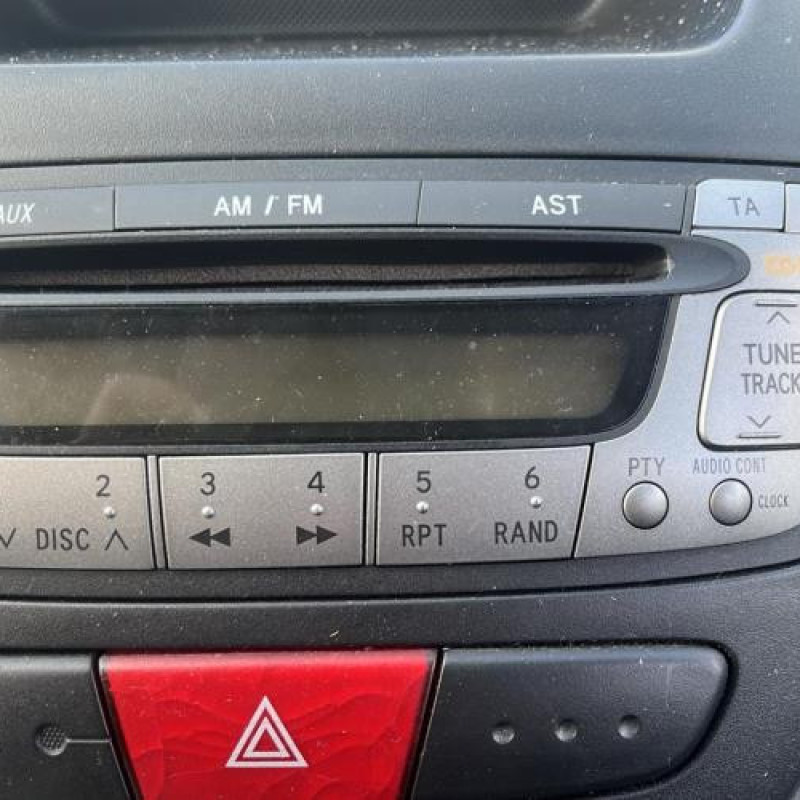 AUX AM / FM AST TA
TUNE
TRACK
2 3 4 5 6 PTY AUDIO CONT
DISC RPT RAND CLOCK